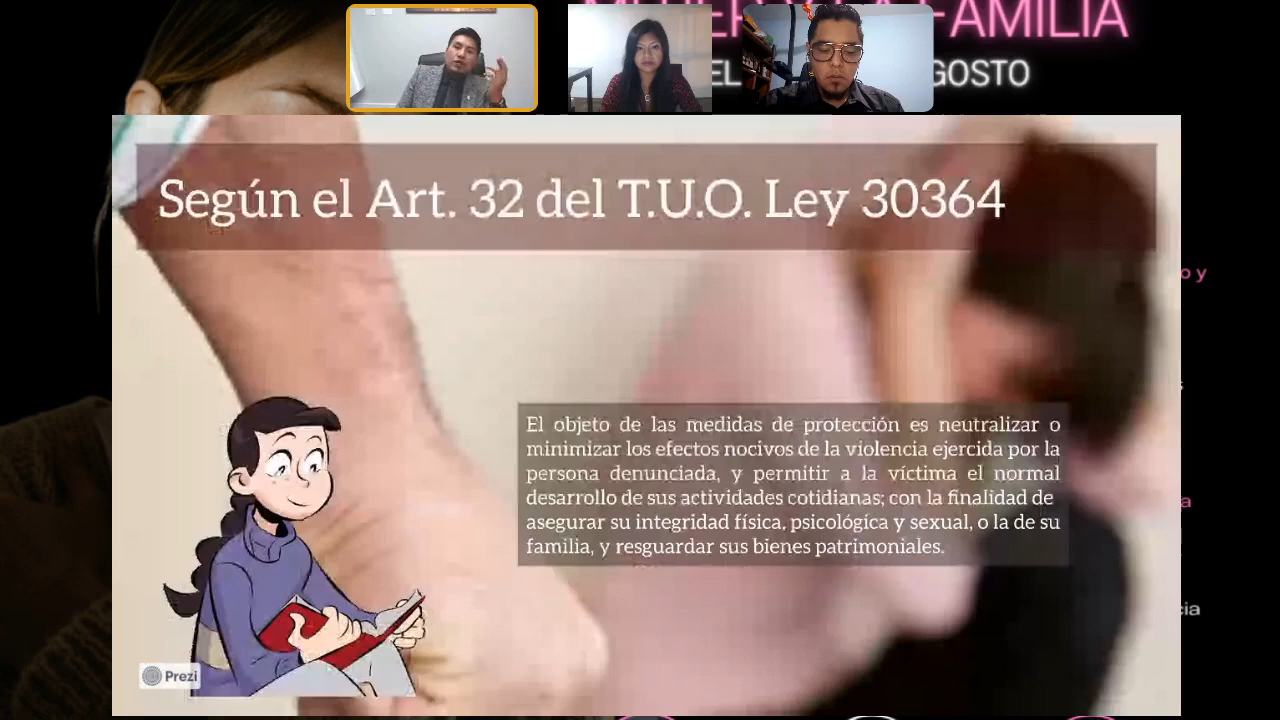 FAMILIA
EL
GOSTO
Según el Art. 32 del T.U.O. Ley 30364
o y
El objeto de las medidas de protección es neutralizar o
minimizar los efectos nocivos de la violencia ejercida por la
persona denunciada, y permitir a la víctima el normal
desarrollo de sus actividades cotidianas; con la finalidad de
asegurar su integridad física, psicológica y sexual, o la de su
familia, y resguardar sus bienes patrimoniales.
a
cia
Prezi